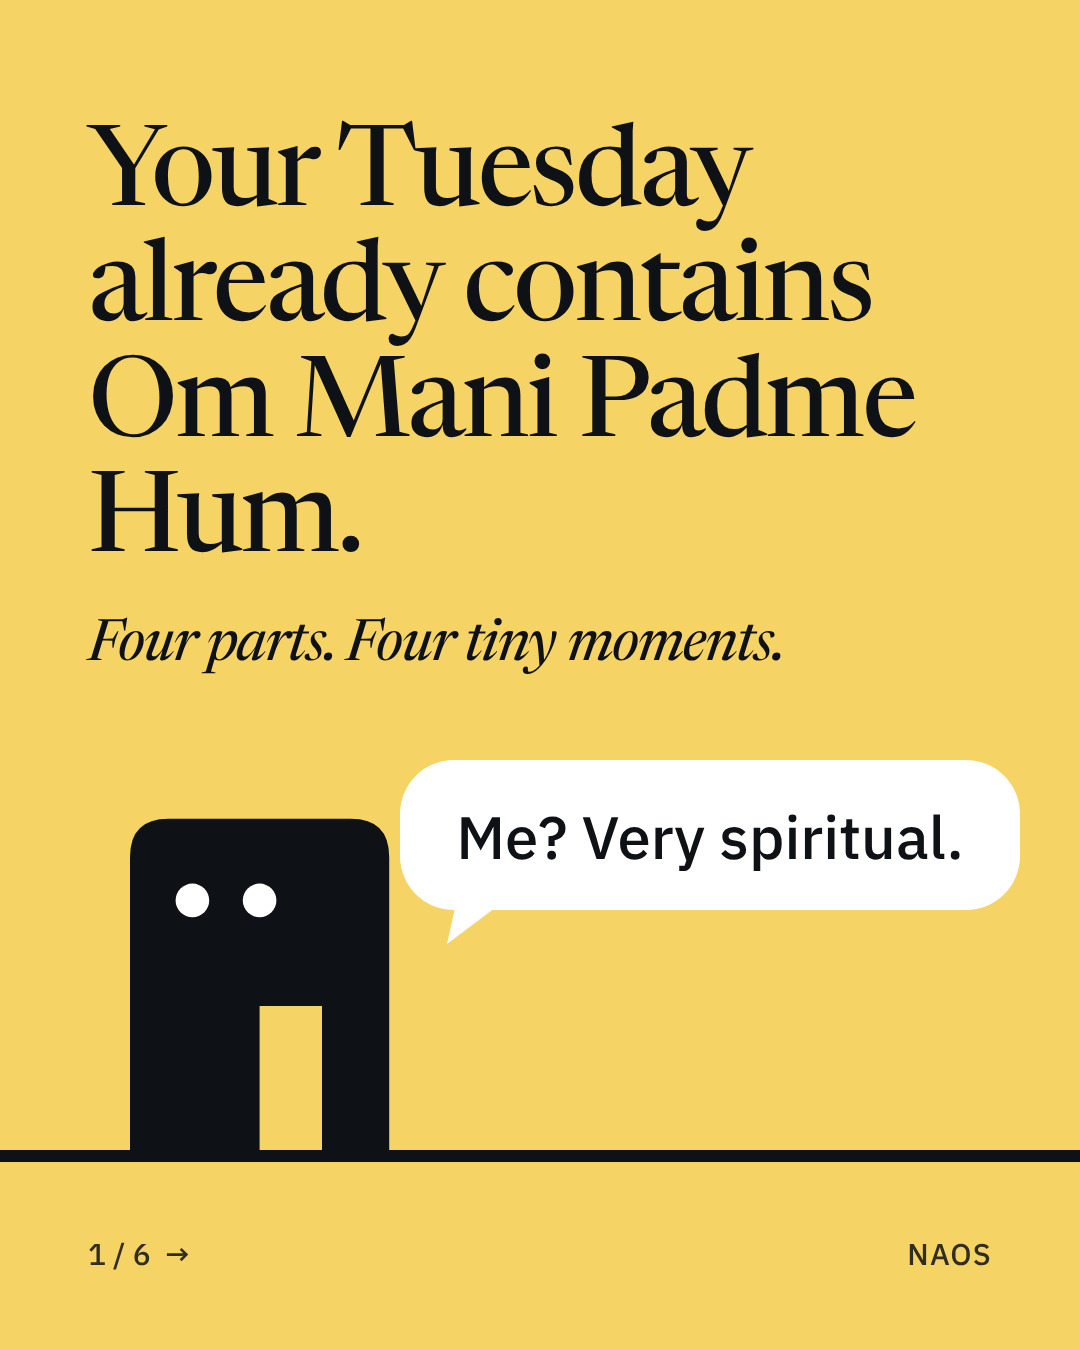 Your Tuesday
already contains
Om Mani Padme
Hum.
Four parts. Four tiny moments.
Me? Very spiritual.
1 / 6 →
NAOS